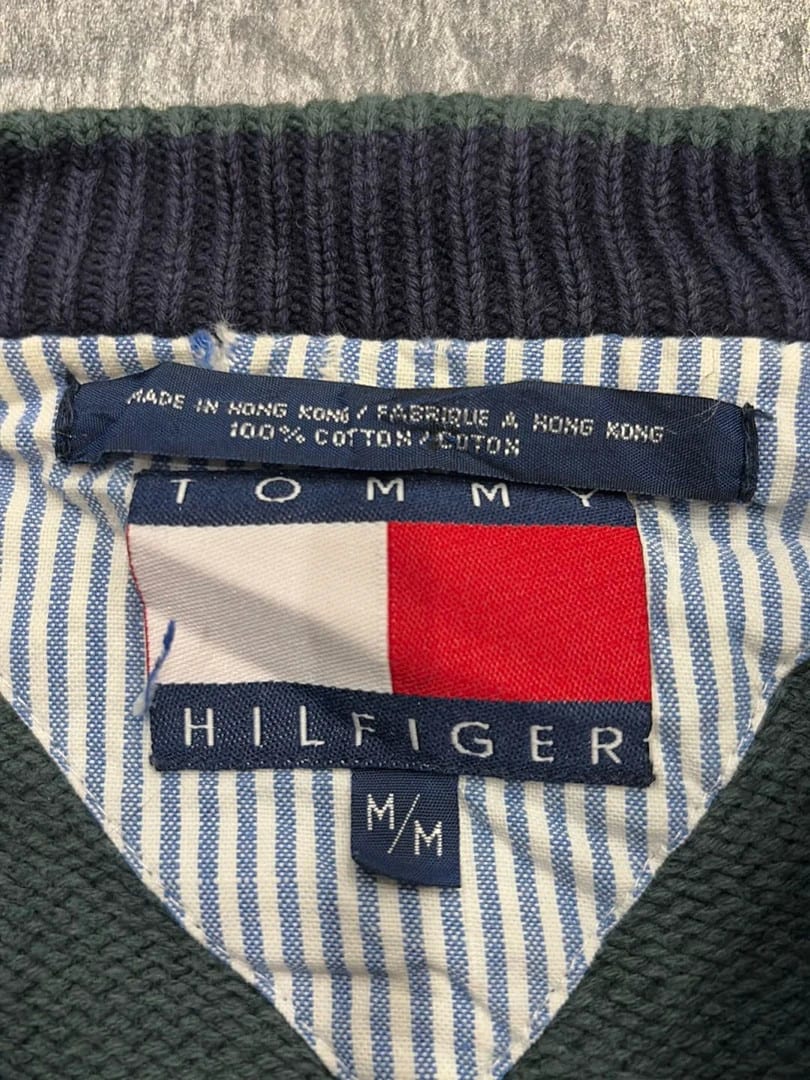 MADE IN HONG KONG / FABRIQUE A HONG KONG
100% COTTON / COTON
TOMMY
HILFIGER
M/M